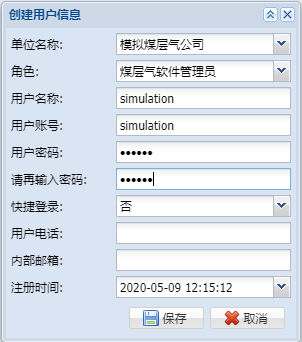 创建用户信息
单位名称: 模拟煤层气公司
角色: 煤层气软件管理员
用户名称: simulation
用户账号: simulation
用户密码: ••••••
请再输入密码: ••••••
快捷登录: 否
用户电话:
内部邮箱:
注册时间: 2020-05-09 12:15:12
保存 取消